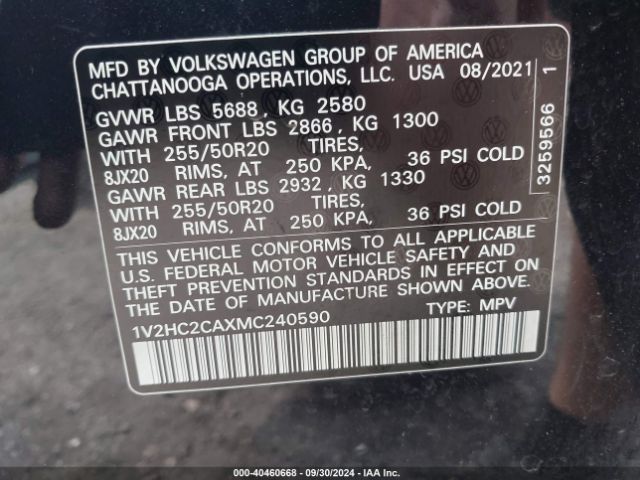 MFD BY VOLKSWAGEN GROUP OF AMERICA
CHATTANOOGA OPERATIONS, LLC. USA 08/2021
GVWR LBS 5688, KG 2580
GAWR FRONT LBS 2866, KG 1300
WITH 255/50R20 TIRES,
8JX20 RIMS, AT 250 KPA, 36 PSI COLD
GAWR REAR LBS 2932, KG 1330
WITH 255/50R20 TIRES,
8JX20 RIMS, AT 250 KPA, 36 PSI COLD
THIS VEHICLE CONFORMS TO ALL APPLICABLE
U.S. FEDERAL MOTOR VEHICLE SAFETY AND
THEFT PREVENTION STANDARDS IN EFFECT ON
THE DATE OF MANUFACTURE SHOWN ABOVE.
1V2HC2CAXMC240590 TYPE: MPV
3259566 1
000-40460668 - 09/30/2024 - IAA Inc.